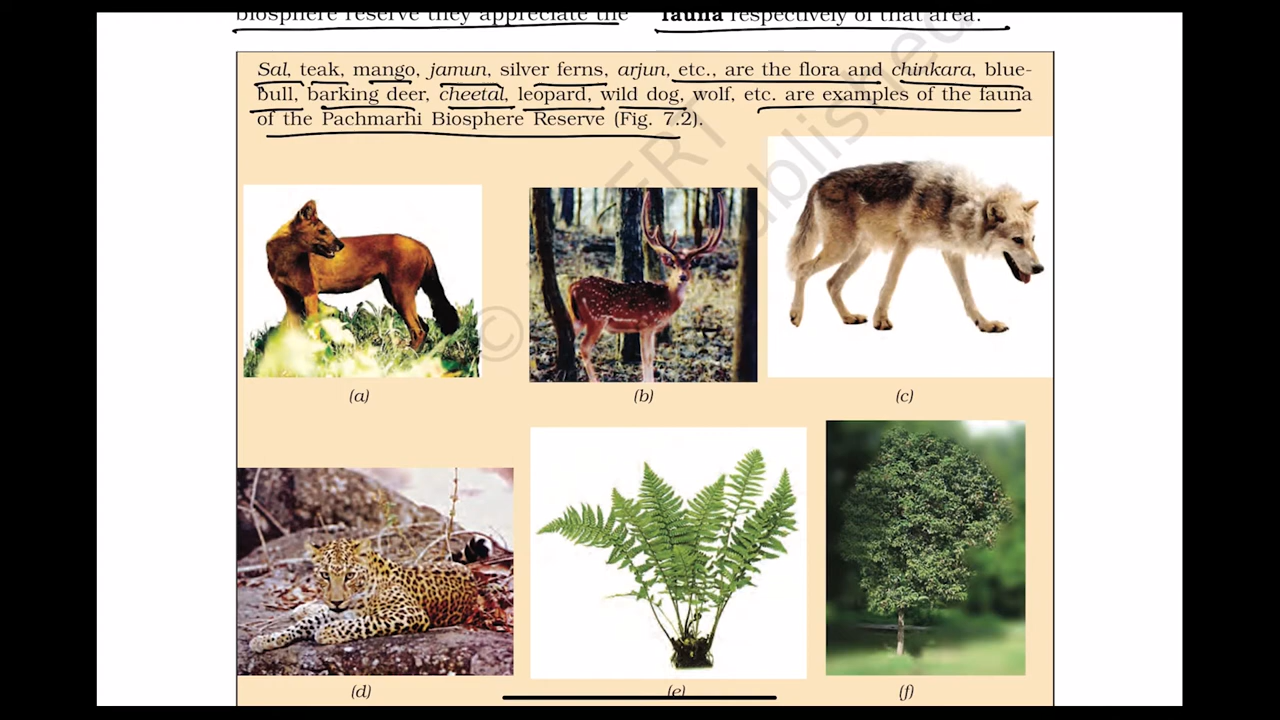 biosphere reserve they appreciate the
fauna respectively of that area.
Sal, teak, mango, jamun, silver ferns, arjun, etc., are the flora and chinkara, blue-
bull, barking deer, cheetal, leopard, wild dog, wolf, etc. are examples of the fauna
of the Pachmarhi Biosphere Reserve (Fig. 7.2).
(a)
(b)
(c)
(d)
(e)
(f)